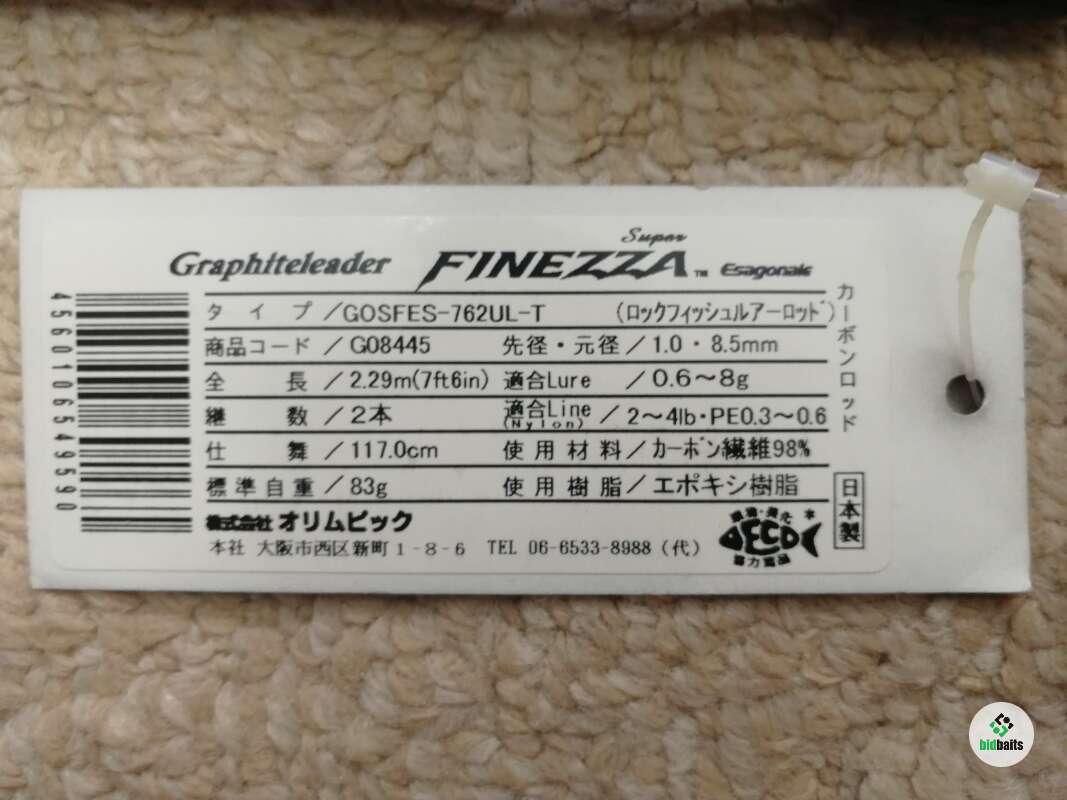 Graphiteleader Super FINEZZA™ Esagonale
タイプ/GOSFES-762UL-T (ロックフィッシュルアーロッド)
商品コード/G08445 先径・元径/1.0・8.5mm
全長/2.29m(7ft6in) 適合Lure/0.6〜8g
継数/2本 適合Line(Nylon)/2〜4lb・PE0.3〜0.6
仕舞/117.0cm 使用材料/カーボン繊維98%
標準自重/83g 使用樹脂/エポキシ樹脂
株式会社 オリムピック
本社 大阪市西区新町1-8-6 TEL 06-6533-8988(代)
カーボンロッド
日本製
ECO
4560106549590
bidbaits